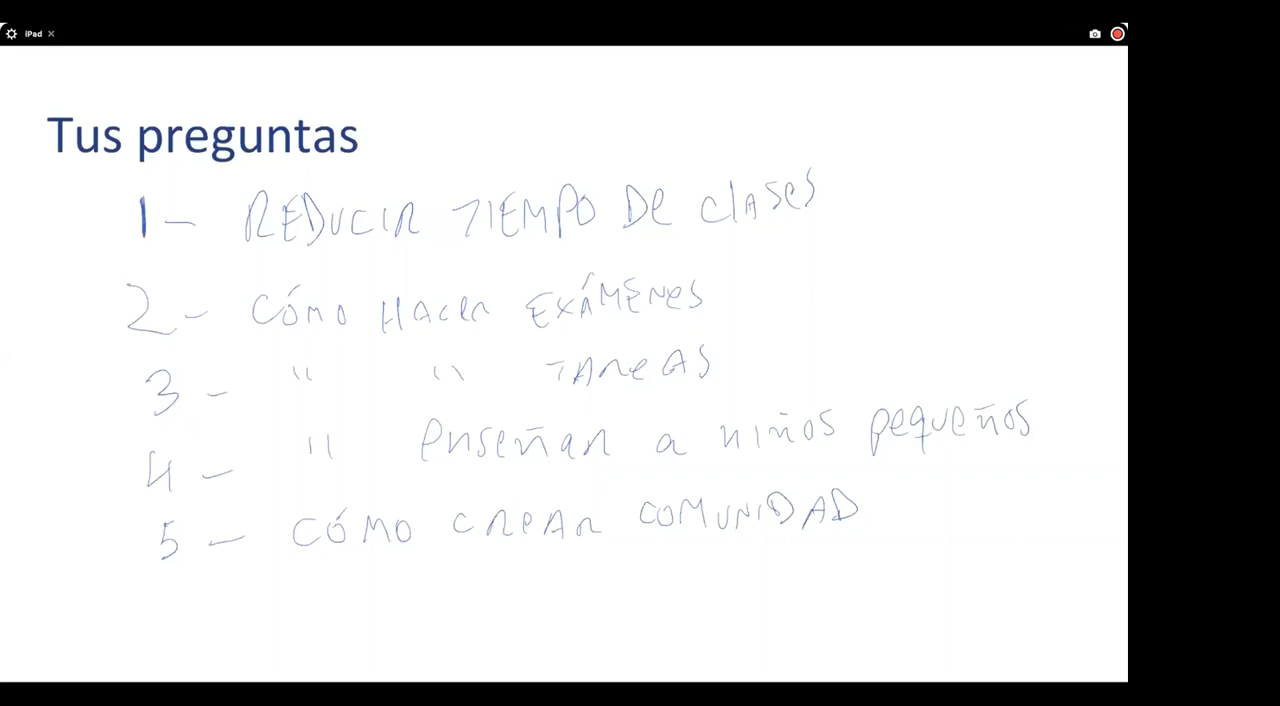 iPad
Tus preguntas
1 - REDUCIR TIEMPO DE clASES
2 - CÓMO HACER EXÁMENES
3 - " " TAREAS
4 - " enseñar a niños pequeños
5 - CÓMO CREAR COMUNIDAD